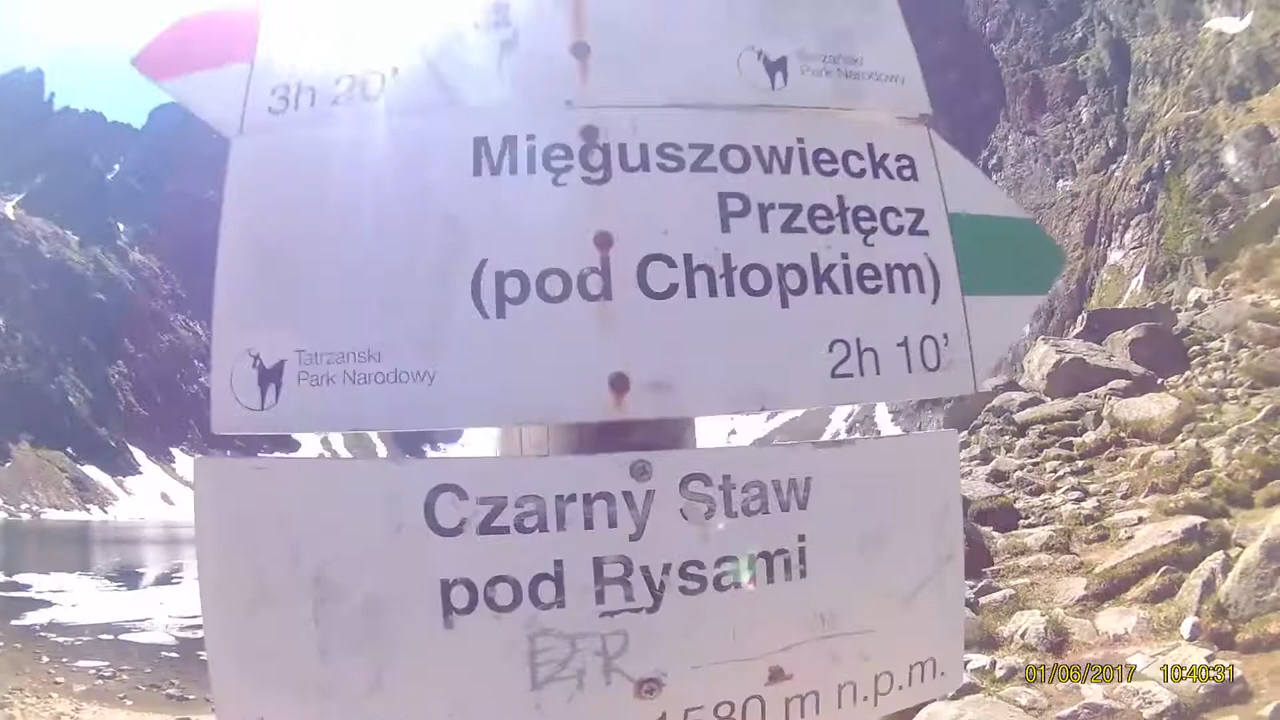 3h 20'
Tatrzański
Park Narodowy
Mięguszowiecka
Przełęcz
(pod Chłopkiem)
2h 10'
Tatrzański
Park Narodowy
Czarny Staw
pod Rysami
1580 m n.p.m.
01/06/2017 10:40:31